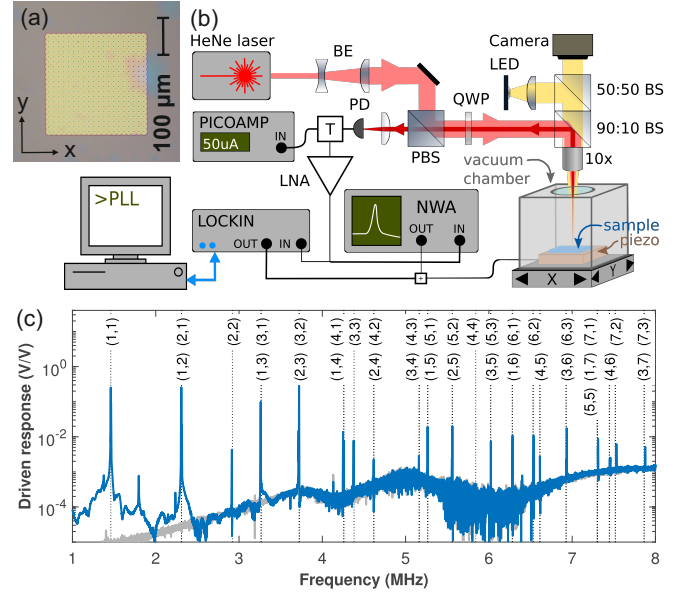 (a)
100 µm
y
x
(b)
HeNe laser
BE
Camera
LED
50:50 BS
PD
QWP
90:10 BS
PICOAMP
50uA
IN
T
PBS
10x
LNA
vacuum
chamber
>PLL
LOCKIN
OUT
IN
NWA
OUT
IN
+
sample
piezo
X
Y
(c)
Driven response (V/V)
10⁰
10⁻²
10⁻⁴
(1,1)
(1,2) (2,1)
(2,2)
(1,3) (3,1)
(2,3) (3,2)
(1,4) (4,1)
(3,3)
(2,4) (4,2)
(3,4) (4,3)
(1,5) (5,1)
(2,5) (5,2)
(4,4)
(3,5) (5,3)
(1,6) (6,1)
(6,2)
(4,5)
(3,6) (6,3)
(5,5) (1,7) (7,1)
(4,6) (7,2)
(3,7) (7,3)
1 2 3 4 5 6 7 8
Frequency (MHz)